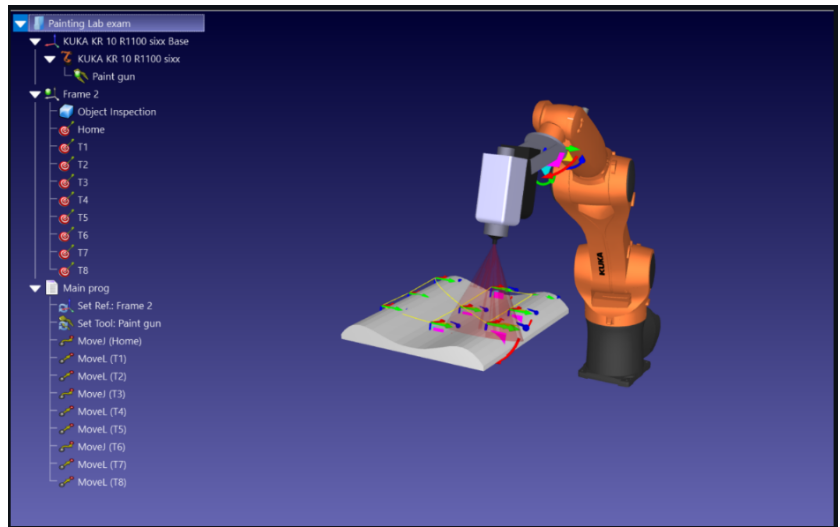 Painting Lab exam
KUKA KR 10 R1100 sixx Base
KUKA KR 10 R1100 sixx
Paint gun
Frame 2
Object Inspection
Home
T1
T2
T3
T4
T5
T6
T7
T8
Main prog
Set Ref.: Frame 2
Set Tool: Paint gun
MoveJ (Home)
MoveL (T1)
MoveL (T2)
MoveJ (T3)
MoveL (T4)
MoveL (T5)
MoveJ (T6)
MoveL (T7)
MoveL (T8)
KUKA